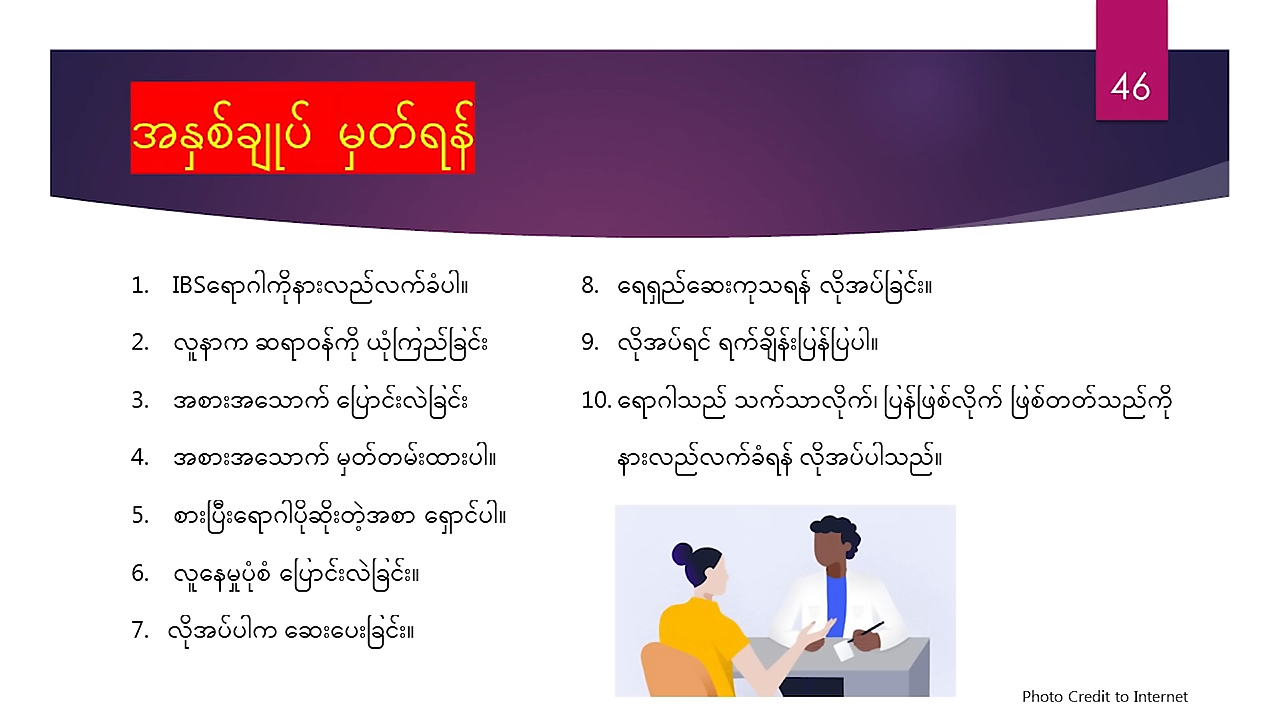 46
အနှစ်ချုပ် မှတ်ရန်
1. IBSရောဂါကိုနားလည်လက်ခံပါ။
2. လူနာက ဆရာဝန်ကို ယုံကြည်ခြင်း
3. အစားအသောက် ပြောင်းလဲခြင်း
4. အစားအသောက် မှတ်တမ်းထားပါ။
5. စားပြီးရောဂါပိုဆိုးတဲ့အစာ ရှောင်ပါ။
6. လူနေမှုပုံစံ ပြောင်းလဲခြင်း။
7. လိုအပ်ပါက ဆေးပေးခြင်း။
8. ရေရှည်ဆေးကုသရန် လိုအပ်ခြင်း။
9. လိုအပ်ရင် ရက်ချိန်းပြန်ပြပါ။
10. ရောဂါသည် သက်သာလိုက်၊ ပြန်ဖြစ်လိုက် ဖြစ်တတ်သည်ကို
နားလည်လက်ခံရန် လိုအပ်ပါသည်။
Photo Credit to Internet